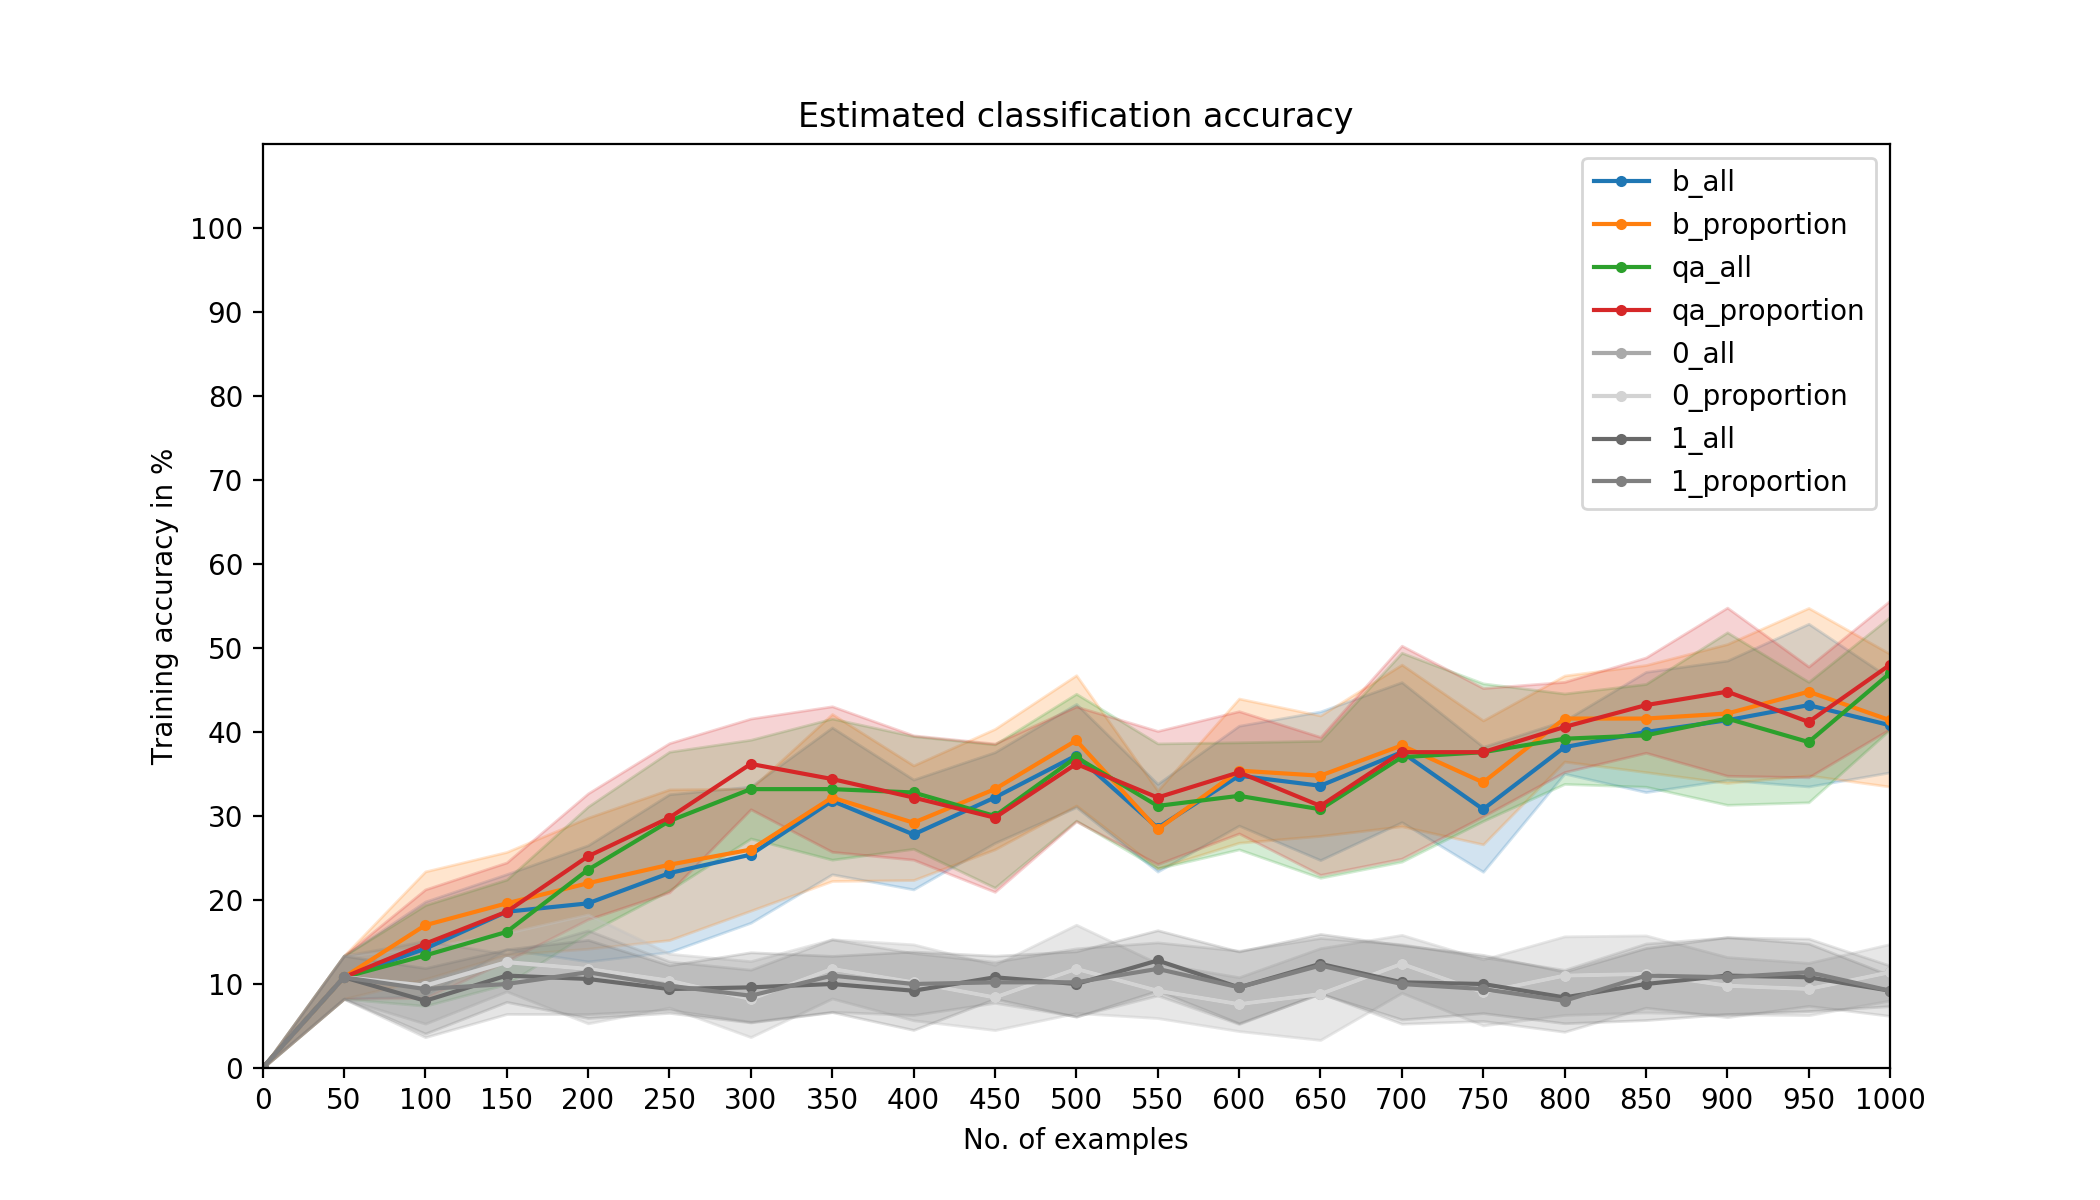 Estimated classification accuracy
Training accuracy in %
100
90
80
70
60
50
40
30
20
10
0
b_all
b_proportion
qa_all
qa_proportion
0_all
0_proportion
1_all
1_proportion
0 50 100 150 200 250 300 350 400 450 500 550 600 650 700 750 800 850 900 950 1000
No. of examples